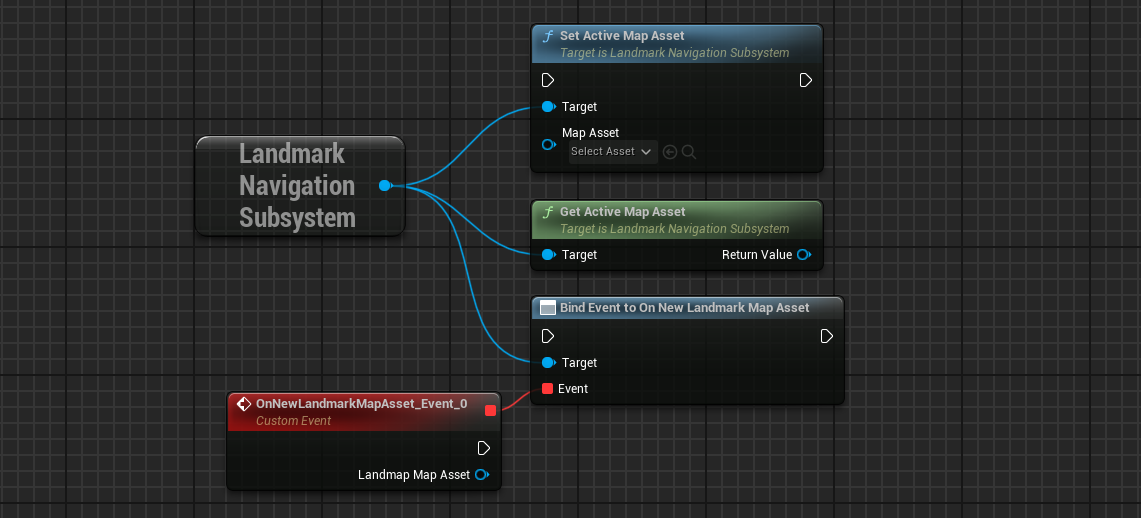 Set Active Map Asset
Target is Landmark Navigation Subsystem
Target
Map Asset
Select Asset
Landmark
Navigation
Subsystem
Get Active Map Asset
Target is Landmark Navigation Subsystem
Target
Return Value
Bind Event to On New Landmark Map Asset
Target
Event
OnNewLandmarkMapAsset_Event_0
Custom Event
Landmap Map Asset